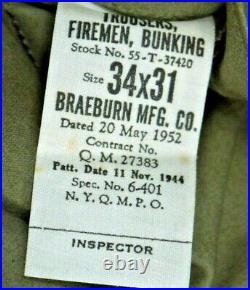 TROUSERS,
FIREMEN, BUNKING
Stock No. 55-T-37420
Size 34x31
BRAEBURN MFG. CO.
Dated 20 May 1952
Contract No.
Q. M. 27383
Patt. Date 11 Nov. 1944
Spec. No. 6-401
N. Y. Q. M. P. O.
INSPECTOR